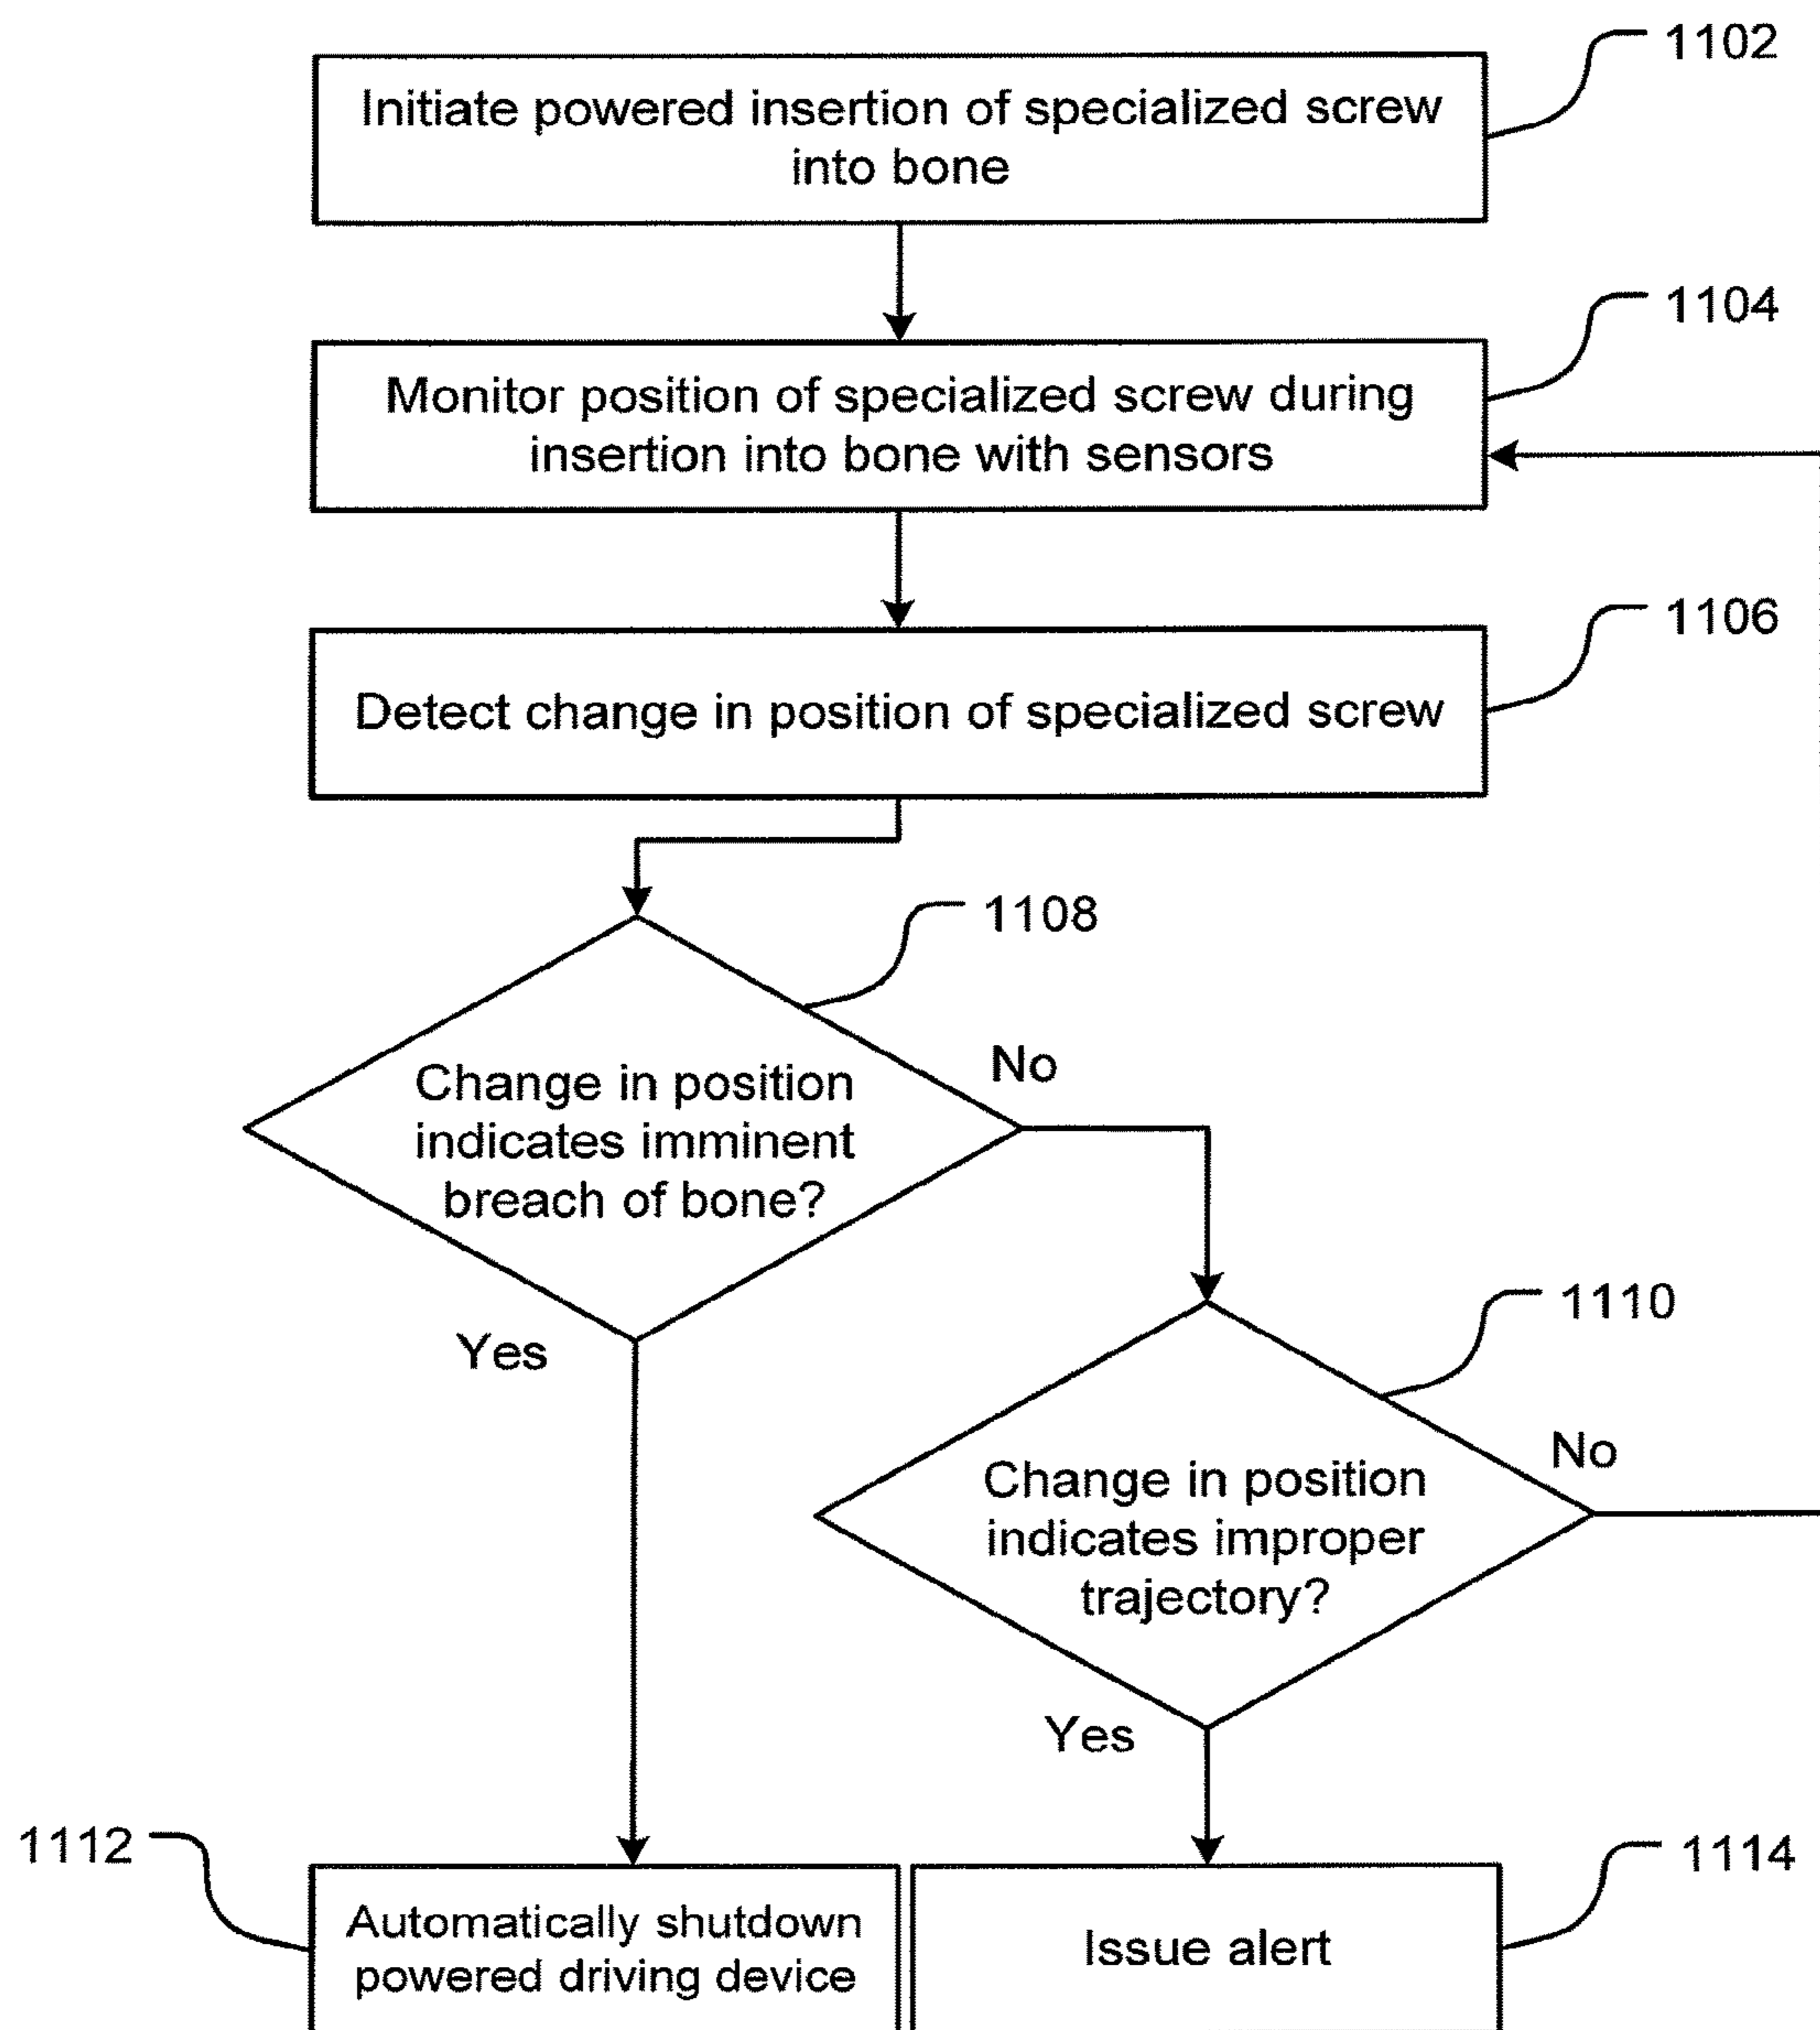 1102
Initiate powered insertion of specialized screw
into bone
1104
Monitor position of specialized screw during
insertion into bone with sensors
1106
Detect change in position of specialized screw
1108
Change in position
indicates imminent
breach of bone?
No
Yes
1110
Change in position
indicates improper
trajectory?
No
Yes
1112
Automatically shutdown
powered driving device
1114
Issue alert